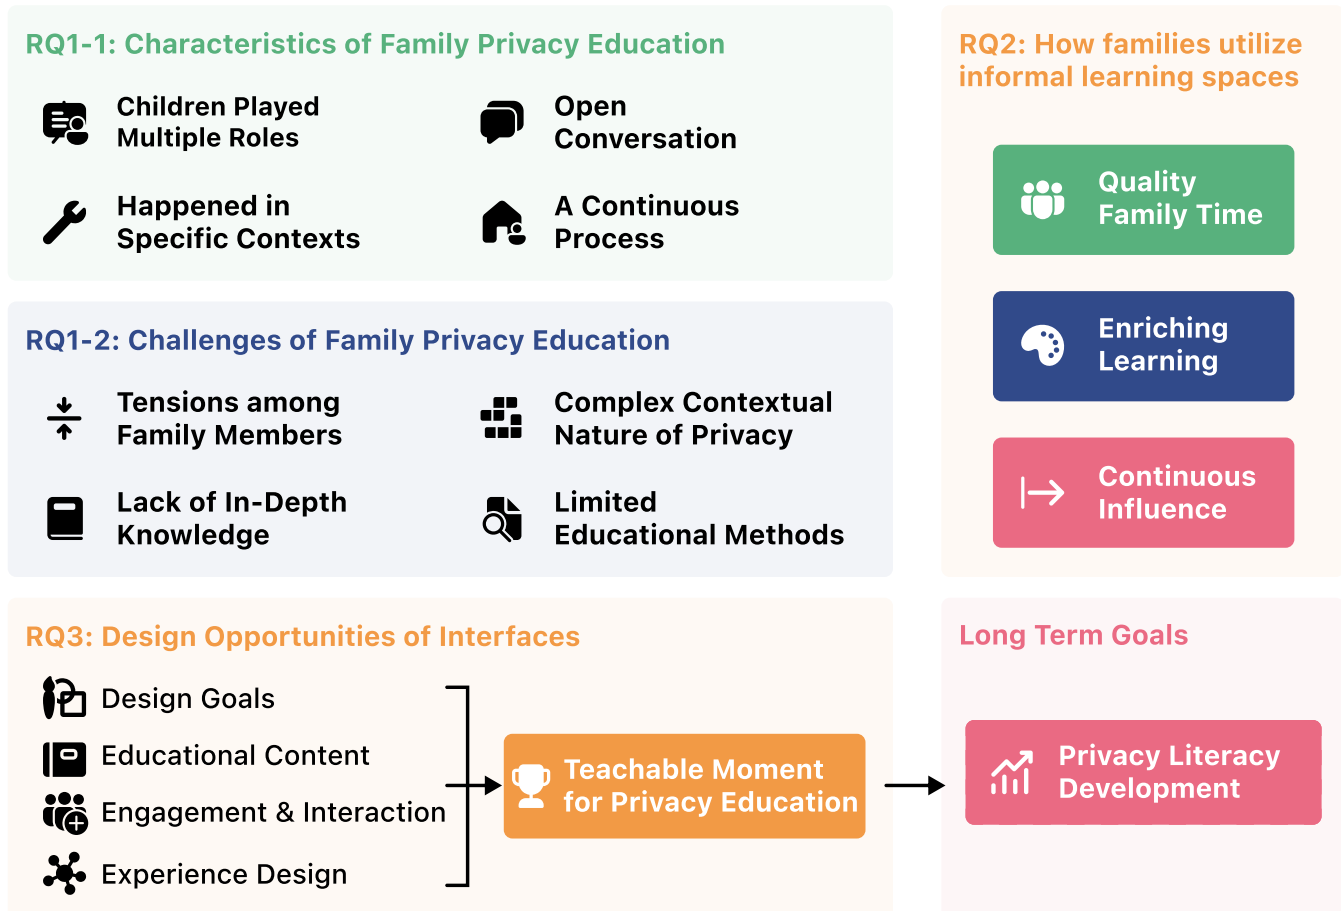 RQ1-1: Characteristics of Family Privacy Education
Children Played
Multiple Roles
Open
Conversation
Happened in
Specific Contexts
A Continuous
Process
RQ1-2: Challenges of Family Privacy Education
Tensions among
Family Members
Complex Contextual
Nature of Privacy
Lack of In-Depth
Knowledge
Limited
Educational Methods
RQ2: How families utilize
informal learning spaces
Quality
Family Time
Enriching
Learning
Continuous
Influence
RQ3: Design Opportunities of Interfaces
Design Goals
Educational Content
Engagement & Interaction
Experience Design
Teachable Moment
for Privacy Education
Long Term Goals
Privacy Literacy
Development